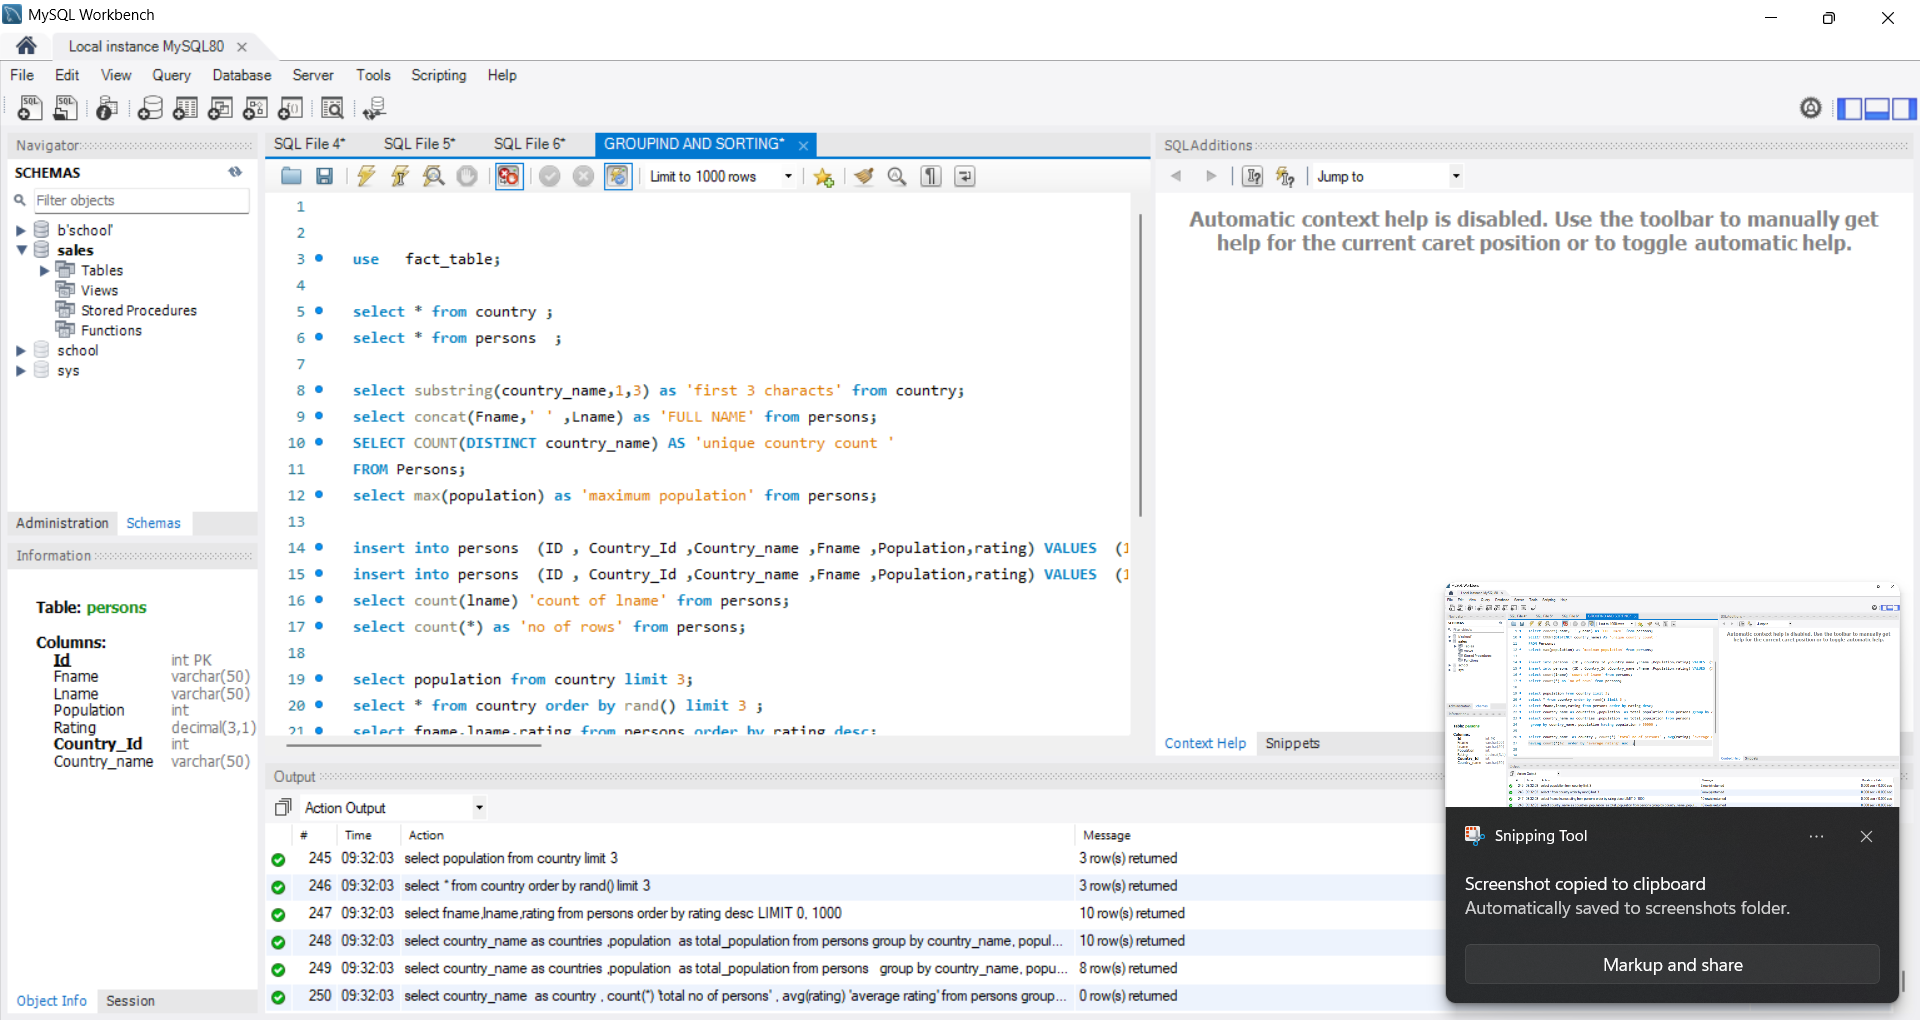 MySQL Workbench
Local instance MySQL80
File Edit View Query Database Server Tools Scripting Help
Navigator
SCHEMAS
Filter objects
b'school'
sales
Tables
Views
Stored Procedures
Functions
school
sys
Administration Schemas
Information
Table: persons
Columns:
Id int PK
Fname varchar(50)
Lname varchar(50)
Population int
Rating decimal(3,1)
Country_Id int
Country_name varchar(50)
Object Info Session
SQL File 4* SQL File 5* SQL File 6* GROUPIND AND SORTING*
Limit to 1000 rows
1
2
3 use fact_table;
4
5 select * from country ;
6 select * from persons ;
7
8 select substring(country_name,1,3) as 'first 3 characts' from country;
9 select concat(Fname,' ' ,Lname) as 'FULL NAME' from persons;
10 SELECT COUNT(DISTINCT country_name) AS 'unique country count '
11 FROM Persons;
12 select max(population) as 'maximum population' from persons;
13
14 insert into persons (ID , Country_Id ,Country_name ,Fname ,Population,rating) VALUES (1
15 insert into persons (ID , Country_Id ,Country_name ,Fname ,Population,rating) VALUES (1
16 select count(lname) 'count of lname' from persons;
17 select count(*) as 'no of rows' from persons;
18
19 select population from country limit 3;
20 select * from country order by rand() limit 3 ;
21 select fname,lname,rating from persons order by rating desc;
SQLAdditions
Jump to
Automatic context help is disabled. Use the toolbar to manually get
help for the current caret position or to toggle automatic help.
Context Help Snippets
Output
Action Output
# Time Action Message
245 09:32:03 select population from country limit 3 3 row(s) returned
246 09:32:03 select * from country order by rand() limit 3 3 row(s) returned
247 09:32:03 select fname,lname,rating from persons order by rating desc LIMIT 0, 1000 10 row(s) returned
248 09:32:03 select country_name as countries ,population as total_population from persons group by country_name, popul... 10 row(s) returned
249 09:32:03 select country_name as countries ,population as total_population from persons group by country_name, popu... 8 row(s) returned
250 09:32:03 select country_name as country , count(*) 'total no of persons' , avg(rating) 'average rating' from persons group... 0 row(s) returned
Snipping Tool
Screenshot copied to clipboard
Automatically saved to screenshots folder.
Markup and share